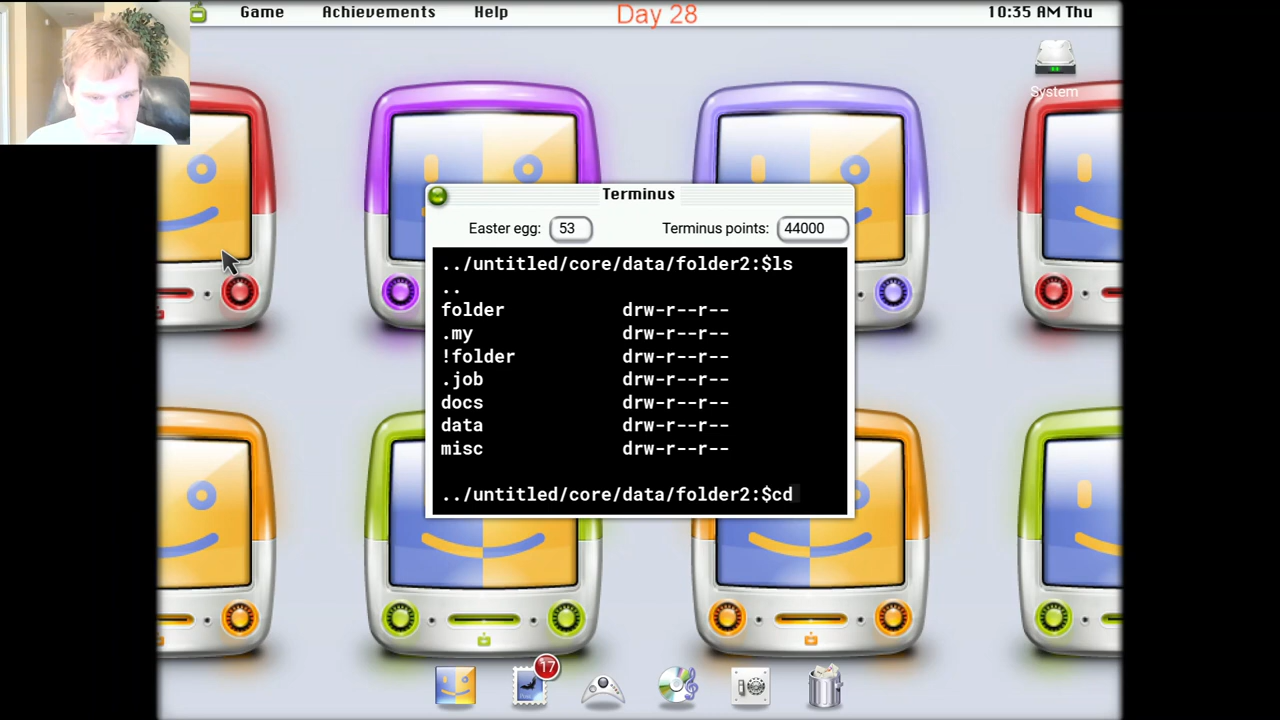 Game Achievements Help Day 28 10:35 AM Thu
System
Terminus
Easter egg: 53 Terminus points: 44000
../untitled/core/data/folder2:$ls
..
folder drw-r--r--
.my drw-r--r--
!folder drw-r--r--
.job drw-r--r--
docs drw-r--r--
data drw-r--r--
misc drw-r--r--
../untitled/core/data/folder2:$cd
17